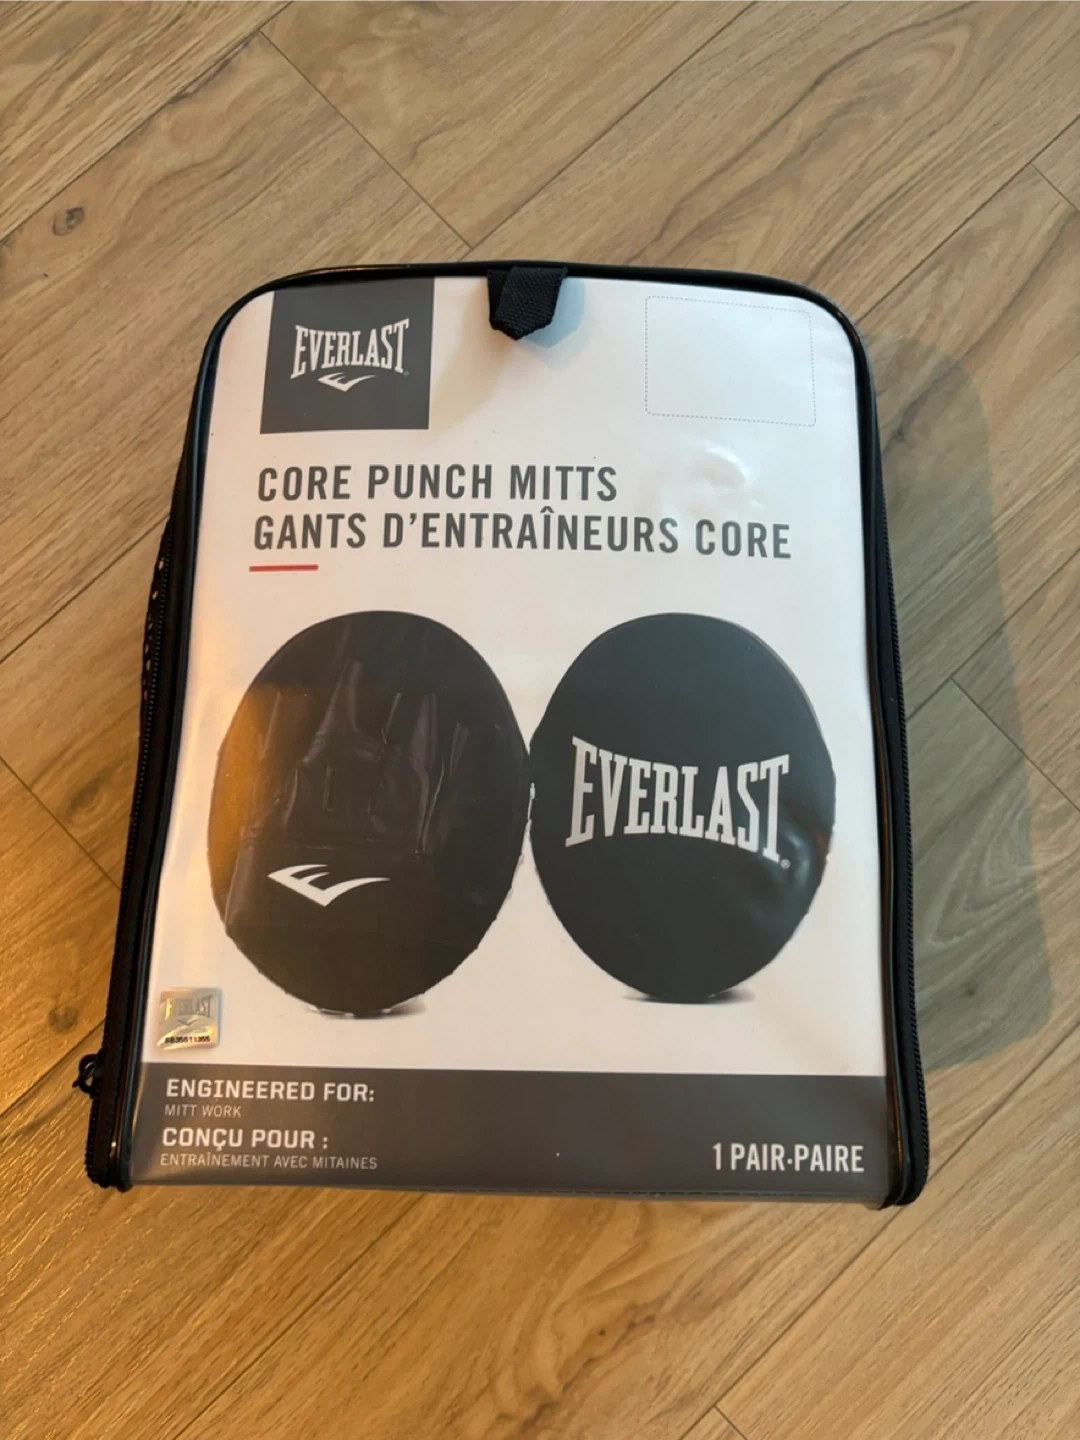 EVERLAST
CORE PUNCH MITTS
GANTS D'ENTRAÎNEURS CORE
EVERLAST®
EVERLAST
ENGINEERED FOR:
MITT WORK
CONÇU POUR :
ENTRAÎNEMENT AVEC MITAINES
1 PAIR·PAIRE